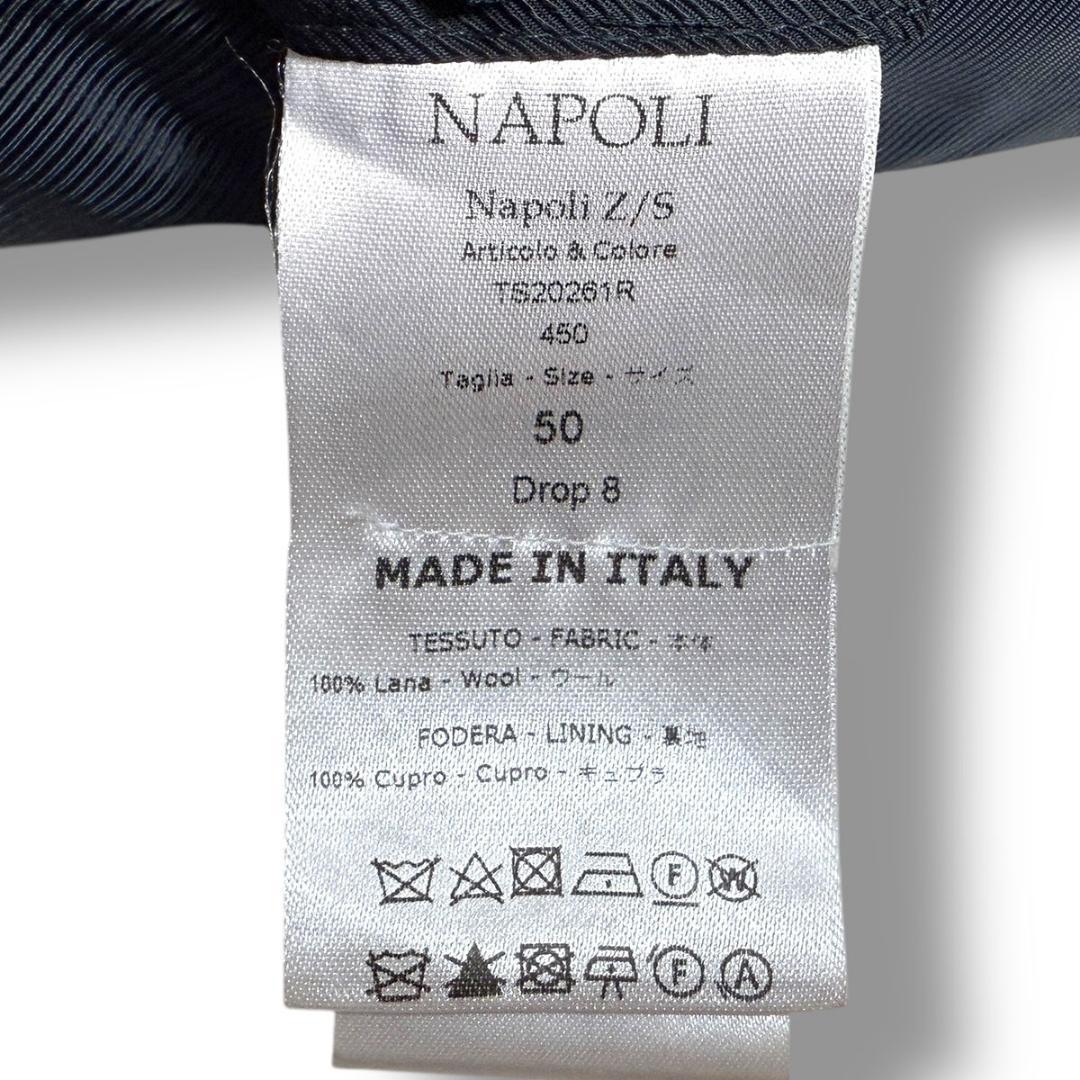 NAPOLI
Napoli Z/S
Articolo & Colore
TS20261R
450
Taglia - Size - サイズ
50
Drop 8
MADE IN ITALY
TESSUTO - FABRIC - 本体
100% Lana - Wool - ウール
FODERA - LINING - 裏地
100% Cupro - Cupro - キュプラ
F W
F A